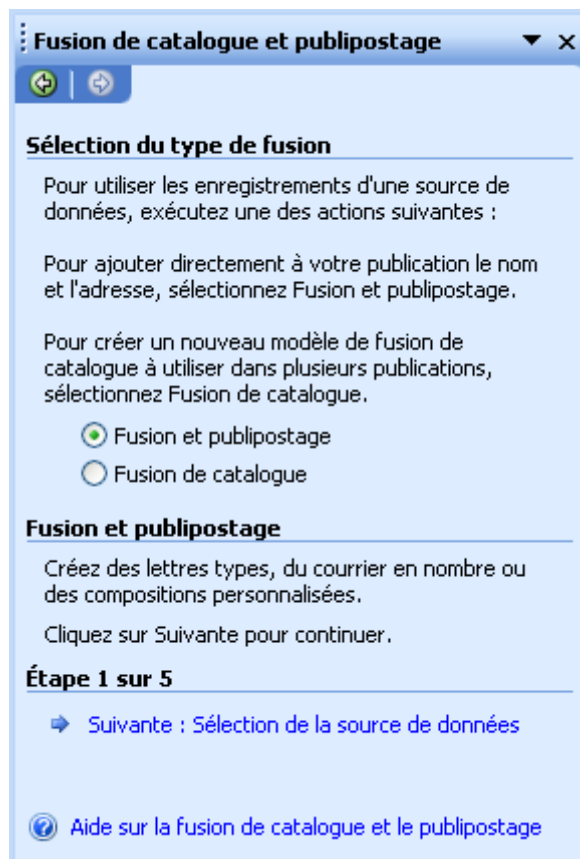 Fusion de catalogue et publipostage
Sélection du type de fusion
Pour utiliser les enregistrements d'une source de
données, exécutez une des actions suivantes :
Pour ajouter directement à votre publication le nom
et l'adresse, sélectionnez Fusion et publipostage.
Pour créer un nouveau modèle de fusion de
catalogue à utiliser dans plusieurs publications,
sélectionnez Fusion de catalogue.
Fusion et publipostage
Fusion de catalogue
Fusion et publipostage
Créez des lettres types, du courrier en nombre ou
des compositions personnalisées.
Cliquez sur Suivante pour continuer.
Étape 1 sur 5
Suivante : Sélection de la source de données
Aide sur la fusion de catalogue et le publipostage